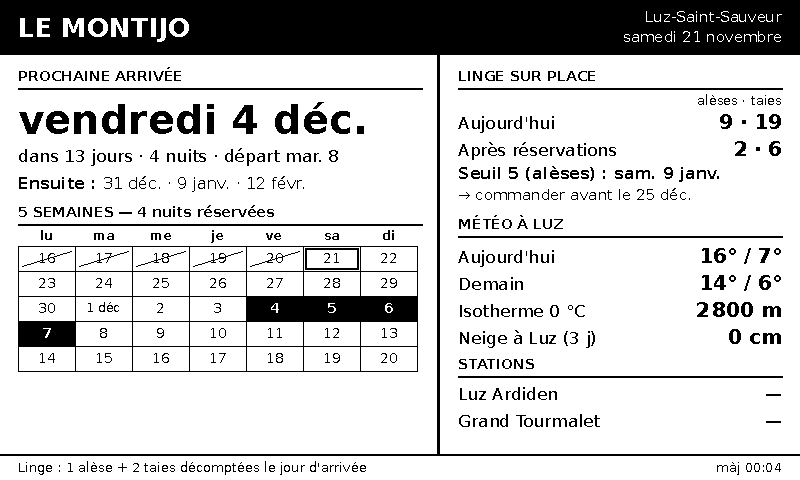 LE MONTIJO
Luz-Saint-Sauveur
samedi 21 novembre
PROCHAINE ARRIVÉE
vendredi 4 déc.
dans 13 jours · 4 nuits · départ mar. 8
Ensuite : 31 déc. · 9 janv. · 12 févr.
5 SEMAINES — 4 nuits réservées
lu ma me je ve sa di
16 17 18 19 20 21 22
23 24 25 26 27 28 29
30 1 déc 2 3 4 5 6
7 8 9 10 11 12 13
14 15 16 17 18 19 20
LINGE SUR PLACE
alèses · taies
Aujourd'hui 9 · 19
Après réservations 2 · 6
Seuil 5 (alèses) : sam. 9 janv.
→ commander avant le 25 déc.
MÉTÉO À LUZ
Aujourd'hui 16° / 7°
Demain 14° / 6°
Isotherme 0 °C 2800 m
Neige à Luz (3 j) 0 cm
STATIONS
Luz Ardiden —
Grand Tourmalet —
Linge : 1 alèse + 2 taies décomptées le jour d'arrivée
màj 00:04